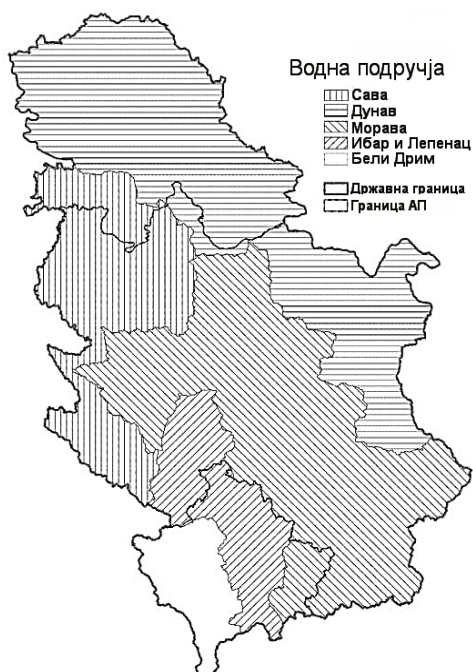 Водна подручја
Сава
Дунав
Морава
Ибар и Лепенац
Бели Дрим
Државна граница
Граница АП